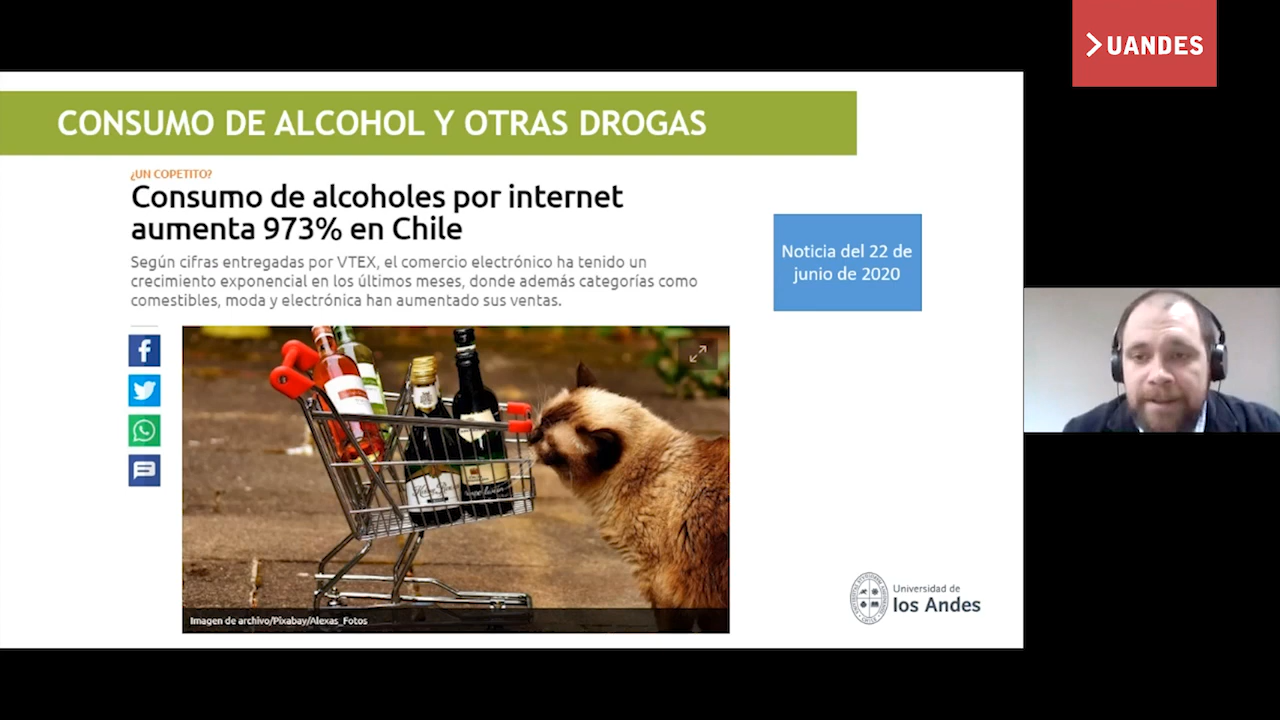 UANDES
CONSUMO DE ALCOHOL Y OTRAS DROGAS
¿UN COPETITO?
Consumo de alcoholes por internet
aumenta 973% en Chile
Según cifras entregadas por VTEX, el comercio electrónico ha tenido un
crecimiento exponencial en los últimos meses, donde además categorías como
comestibles, moda y electrónica han aumentado sus ventas.
Noticia del 22 de
junio de 2020
Imagen de archivo/Pixabay/Alexas_Fotos
Universidad de
los Andes